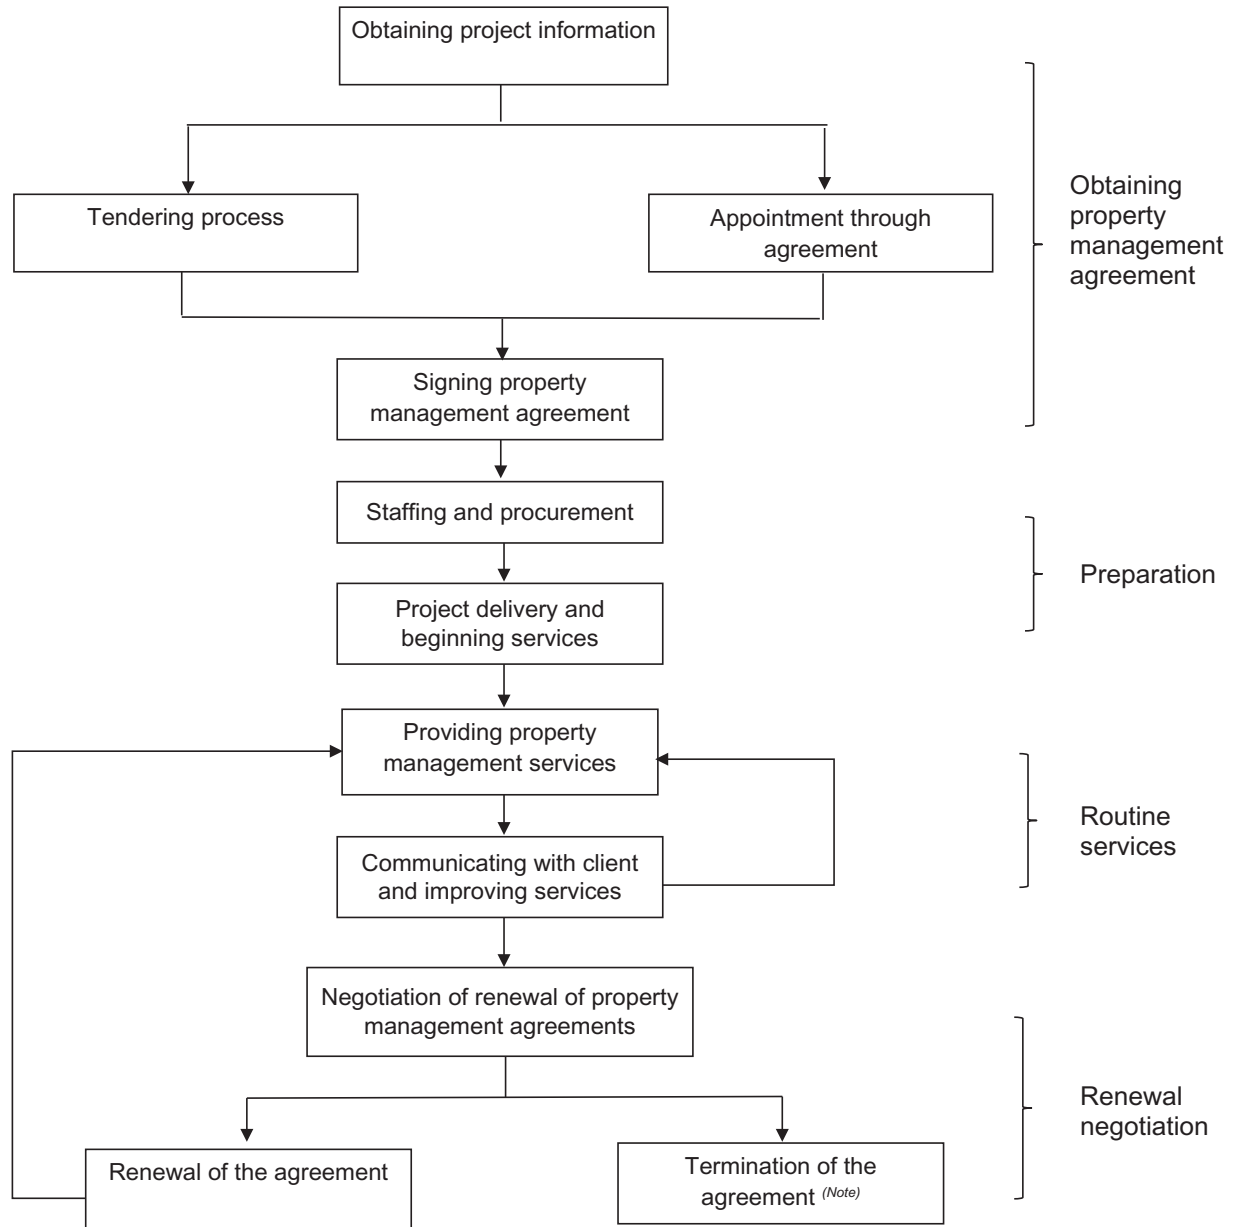 Obtaining project information
Tendering process
Appointment through
agreement
Obtaining
property
management
agreement
Signing property
management agreement
Staffing and procurement
Project delivery and
beginning services
Preparation
Providing property
management services
Communicating with client
and improving services
Routine
services
Negotiation of renewal of property
management agreements
Renewal of the agreement
Termination of the
agreement (Note)
Renewal
negotiation